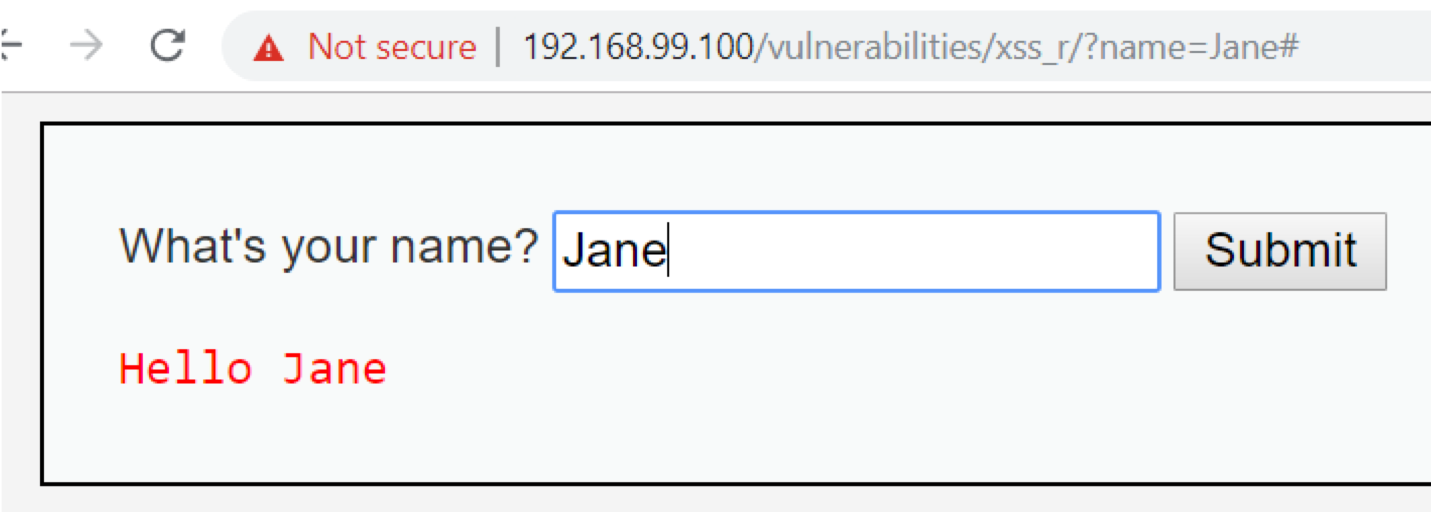 Not secure | 192.168.99.100/vulnerabilities/xss_r/?name=Jane#
What's your name? Jane Submit
Hello Jane